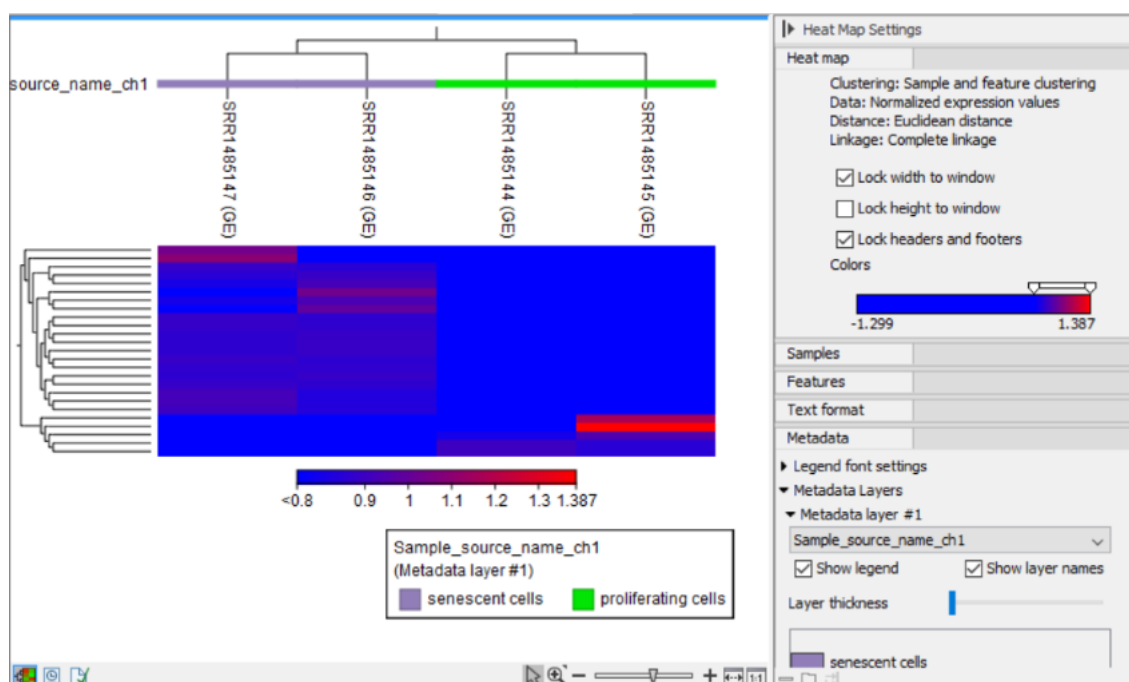 source_name_ch1
SRR1485147 (GE)
SRR1485146 (GE)
SRR1485144 (GE)
SRR1485145 (GE)
<0.8 0.9 1 1.1 1.2 1.3 1.387
Sample_source_name_ch1
(Metadata layer #1)
senescent cells proliferating cells
Heat Map Settings
Heat map
Clustering: Sample and feature clustering
Data: Normalized expression values
Distance: Euclidean distance
Linkage: Complete linkage
Lock width to window
Lock height to window
Lock headers and footers
Colors
-1.299 1.387
Samples
Features
Text format
Metadata
Legend font settings
Metadata Layers
Metadata layer #1
Sample_source_name_ch1
Show legend Show layer names
Layer thickness
senescent cells
1:1